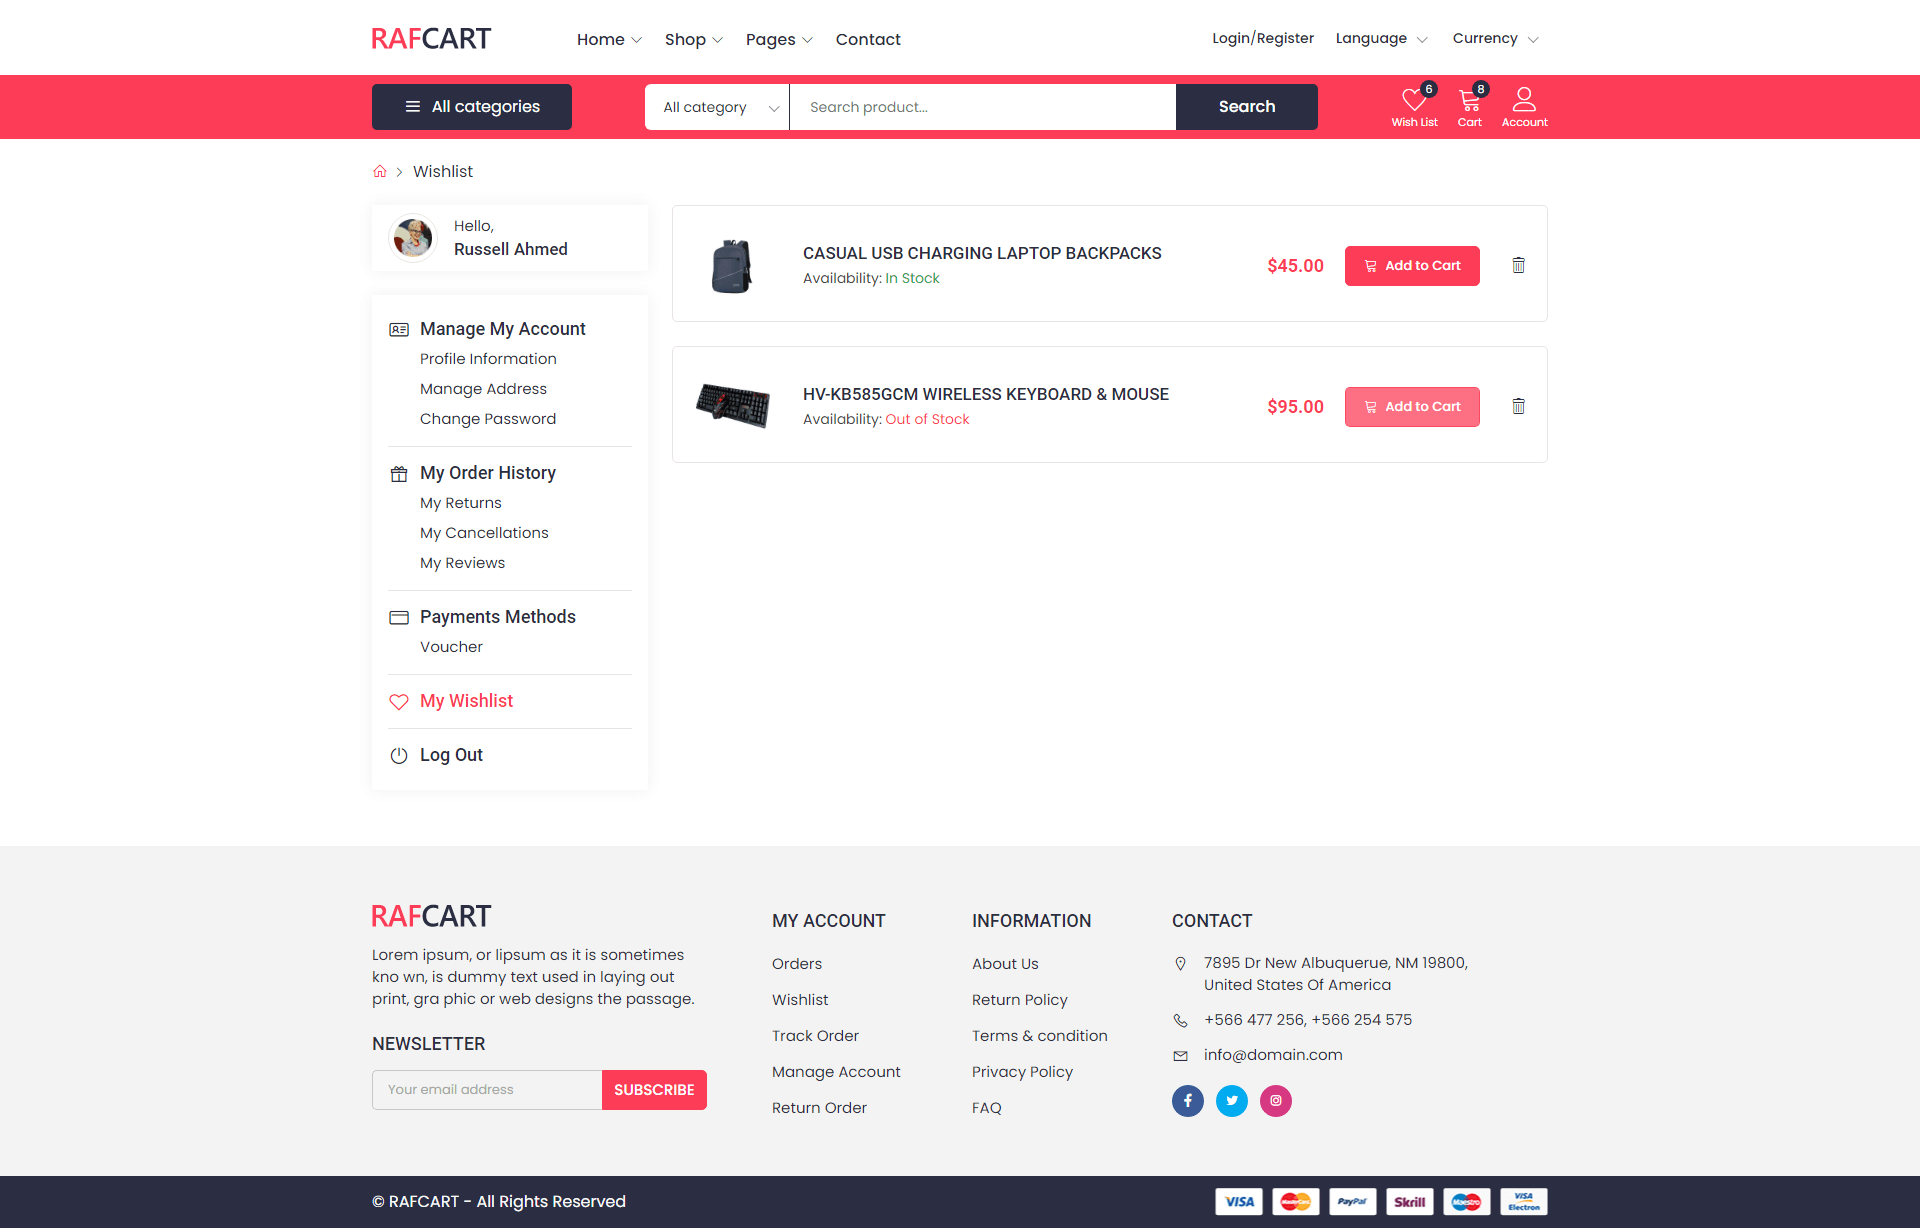 RAFCART
Home
Shop
Pages
Contact
Login/Register
Language
Currency
All categories
All category
Search product...
Search
6
Wish List
8
Cart
Account
Wishlist
Hello,
Russell Ahmed
Manage My Account
Profile Information
Manage Address
Change Password
My Order History
My Returns
My Cancellations
My Reviews
Payments Methods
Voucher
My Wishlist
Log Out
CASUAL USB CHARGING LAPTOP BACKPACKS
Availability: In Stock
$45.00
Add to Cart
HV-KB585GCM WIRELESS KEYBOARD & MOUSE
Availability: Out of Stock
$95.00
Add to Cart
RAFCART
Lorem ipsum, or lipsum as it is sometimes
kno wn, is dummy text used in laying out
print, gra phic or web designs the passage.
NEWSLETTER
Your email address
SUBSCRIBE
MY ACCOUNT
Orders
Wishlist
Track Order
Manage Account
Return Order
INFORMATION
About Us
Return Policy
Terms & condition
Privacy Policy
FAQ
CONTACT
7895 Dr New Albuquerue, NM 19800,
United States Of America
+566 477 256, +566 254 575
info@domain.com
© RAFCART - All Rights Reserved
VISA
MasterCard
PayPal
Skrill
Maestro
VISA
Electron